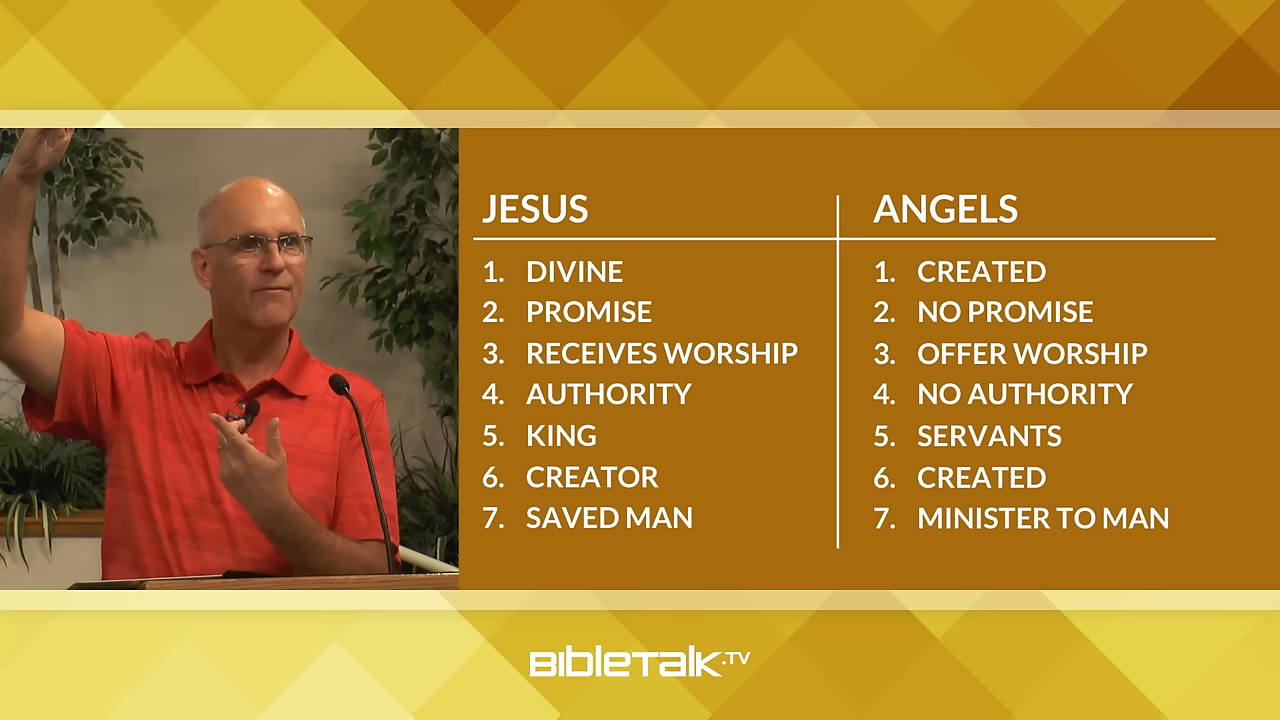 JESUS
ANGELS
1. DIVINE
2. PROMISE
3. RECEIVES WORSHIP
4. AUTHORITY
5. KING
6. CREATOR
7. SAVED MAN
1. CREATED
2. NO PROMISE
3. OFFER WORSHIP
4. NO AUTHORITY
5. SERVANTS
6. CREATED
7. MINISTER TO MAN
BIBLETALK.TV